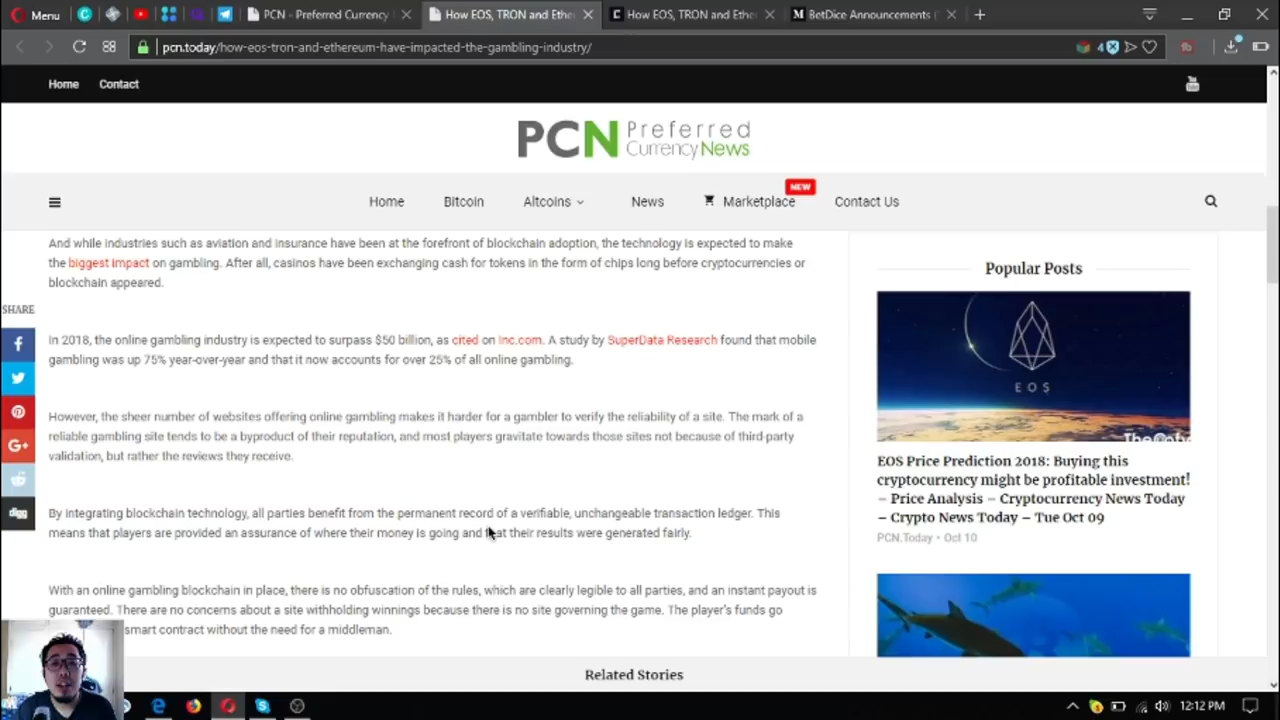 Menu
PCN - Preferred Currency
How EOS, TRON and Ethe
How EOS, TRON and Ethe
BetDice Announcements
pcn.today/how-eos-tron-and-ethereum-have-impacted-the-gambling-industry/
4
Home
Contact
PCN Preferred
CurrencyNews
NEW
Home
Bitcoin
Altcoins
News
Marketplace
Contact Us
And while industries such as aviation and insurance have been at the forefront of blockchain adoption, the technology is expected to make
the biggest impact on gambling. After all, casinos have been exchanging cash for tokens in the form of chips long before cryptocurrencies or
blockchain appeared.
SHARE
In 2018, the online gambling industry is expected to surpass $50 billion, as cited on Inc.com. A study by SuperData Research found that mobile
gambling was up 75% year-over-year and that it now accounts for over 25% of all online gambling.
However, the sheer number of websites offering online gambling makes it harder for a gambler to verify the reliability of a site. The mark of a
reliable gambling site tends to be a byproduct of their reputation, and most players gravitate towards those sites not because of third-party
validation, but rather the reviews they receive.
G+
digg
By integrating blockchain technology, all parties benefit from the permanent record of a verifiable, unchangeable transaction ledger. This
means that players are provided an assurance of where their money is going and that their results were generated fairly.
With an online gambling blockchain in place, there is no obfuscation of the rules, which are clearly legible to all parties, and an instant payout is
guaranteed. There are no concerns about a site withholding winnings because there is no site governing the game. The player's funds go
smart contract without the need for a middleman.
Popular Posts
EOS
EOS Price Prediction 2018: Buying this
cryptocurrency might be profitable investment!
– Price Analysis – Cryptocurrency News Today
– Crypto News Today – Tue Oct 09
PCN.Today • Oct 10
Related Stories
12:12 PM